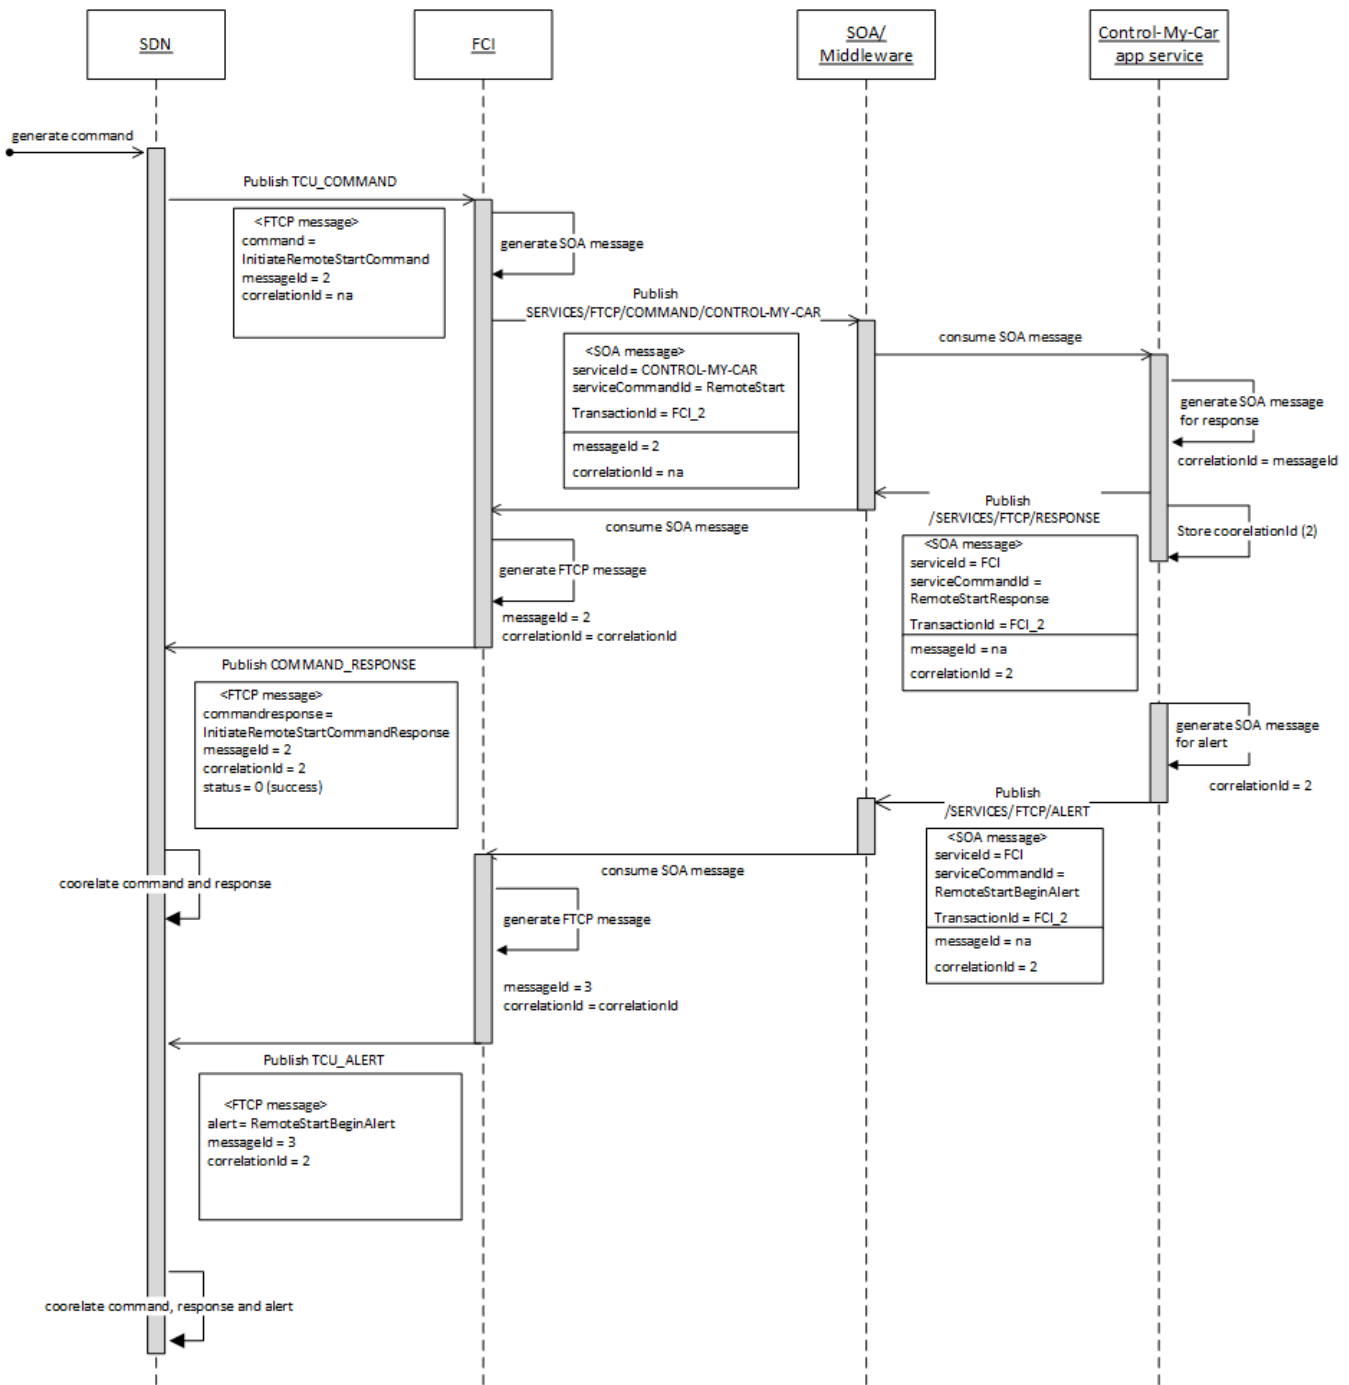 SDN
FCI
SOA/
Middleware
Control-My-Car
app service
generate command
Publish TCU_COMMAND
<FTCP message>
command =
InitiateRemoteStartCommand
messageId = 2
correlationId = na
generate SOA message
Publish
SERVICES/FTCP/COMMAND/CONTROL-MY-CAR
<SOA message>
serviceId = CONTROL-MY-CAR
serviceCommandId = RemoteStart
TransactionId = FCI_2
messageId = 2
correlationId = na
consume SOA message
generate SOA message
for response
correlationId = messageId
Publish
/SERVICES/FTCP/RESPONSE
Store coorelationId (2)
<SOA message>
serviceId = FCI
serviceCommandId =
RemoteStartResponse
TransactionId = FCI_2
messageId = na
correlationId = 2
consume SOA message
generate FTCP message
messageId = 2
correlationId = correlationId
Publish COMMAND_RESPONSE
<FTCP message>
commandresponse =
InitiateRemoteStartCommandResponse
messageId = 2
correlationId = 2
status = 0 (success)
generate SOA message
for alert
correlationId = 2
Publish
/SERVICES/FTCP/ALERT
<SOA message>
serviceId = FCI
serviceCommandId =
RemoteStartBeginAlert
TransactionId = FCI_2
messageId = na
correlationId = 2
consume SOA message
coorelate command and response
generate FTCP message
messageId = 3
correlationId = correlationId
Publish TCU_ALERT
<FTCP message>
alert = RemoteStartBeginAlert
messageId = 3
correlationId = 2
coorelate command, response and alert